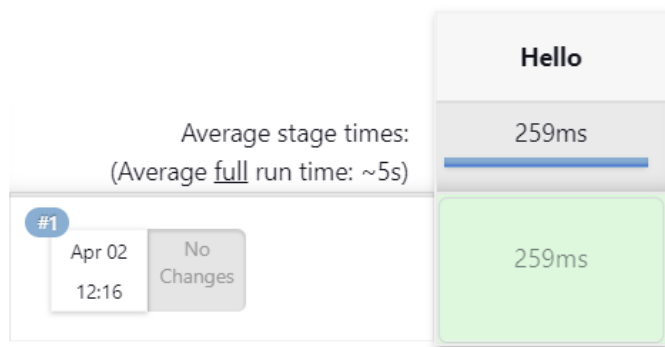 Hello
Average stage times:
259ms
(Average full run time: ~5s)
#1
Apr 02
12:16
No
Changes
259ms